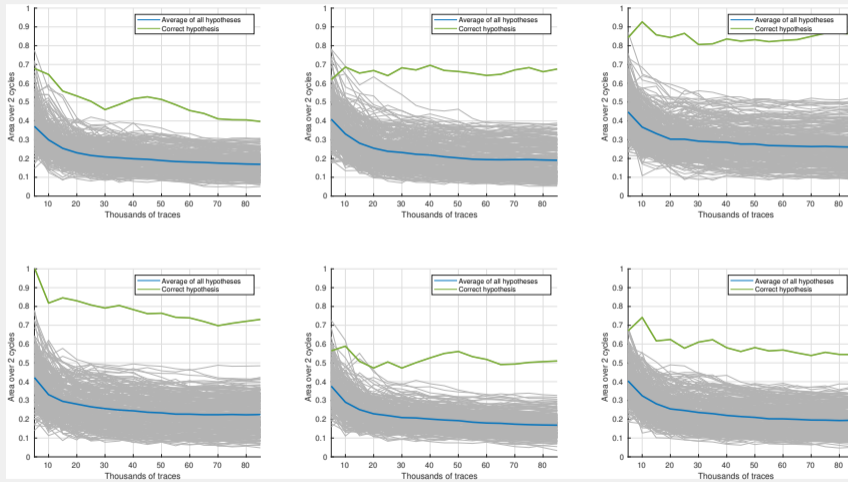 1
0.9
0.8
0.7
0.6
0.5
0.4
0.3
0.2
0.1
0
Area over 2 cycles
Average of all hypotheses
Correct hypothesis
10 20 30 40 50 60 70 80
Thousands of traces
1
0.9
0.8
0.7
0.6
0.5
0.4
0.3
0.2
0.1
0
Area over 2 cycles
Average of all hypotheses
Correct hypothesis
10 20 30 40 50 60 70 80
Thousands of traces
1
0.9
0.8
0.7
0.6
0.5
0.4
0.3
0.2
0.1
0
Area over 2 cycles
Average of all hypotheses
Correct hypothesis
10 20 30 40 50 60 70 80
Thousands of traces
1
0.9
0.8
0.7
0.6
0.5
0.4
0.3
0.2
0.1
0
Area over 2 cycles
Average of all hypotheses
Correct hypothesis
10 20 30 40 50 60 70 80
Thousands of traces
1
0.9
0.8
0.7
0.6
0.5
0.4
0.3
0.2
0.1
0
Area over 2 cycles
Average of all hypotheses
Correct hypothesis
10 20 30 40 50 60 70 80
Thousands of traces
1
0.9
0.8
0.7
0.6
0.5
0.4
0.3
0.2
0.1
0
Area over 2 cycles
Average of all hypotheses
Correct hypothesis
10 20 30 40 50 60 70 80
Thousands of traces